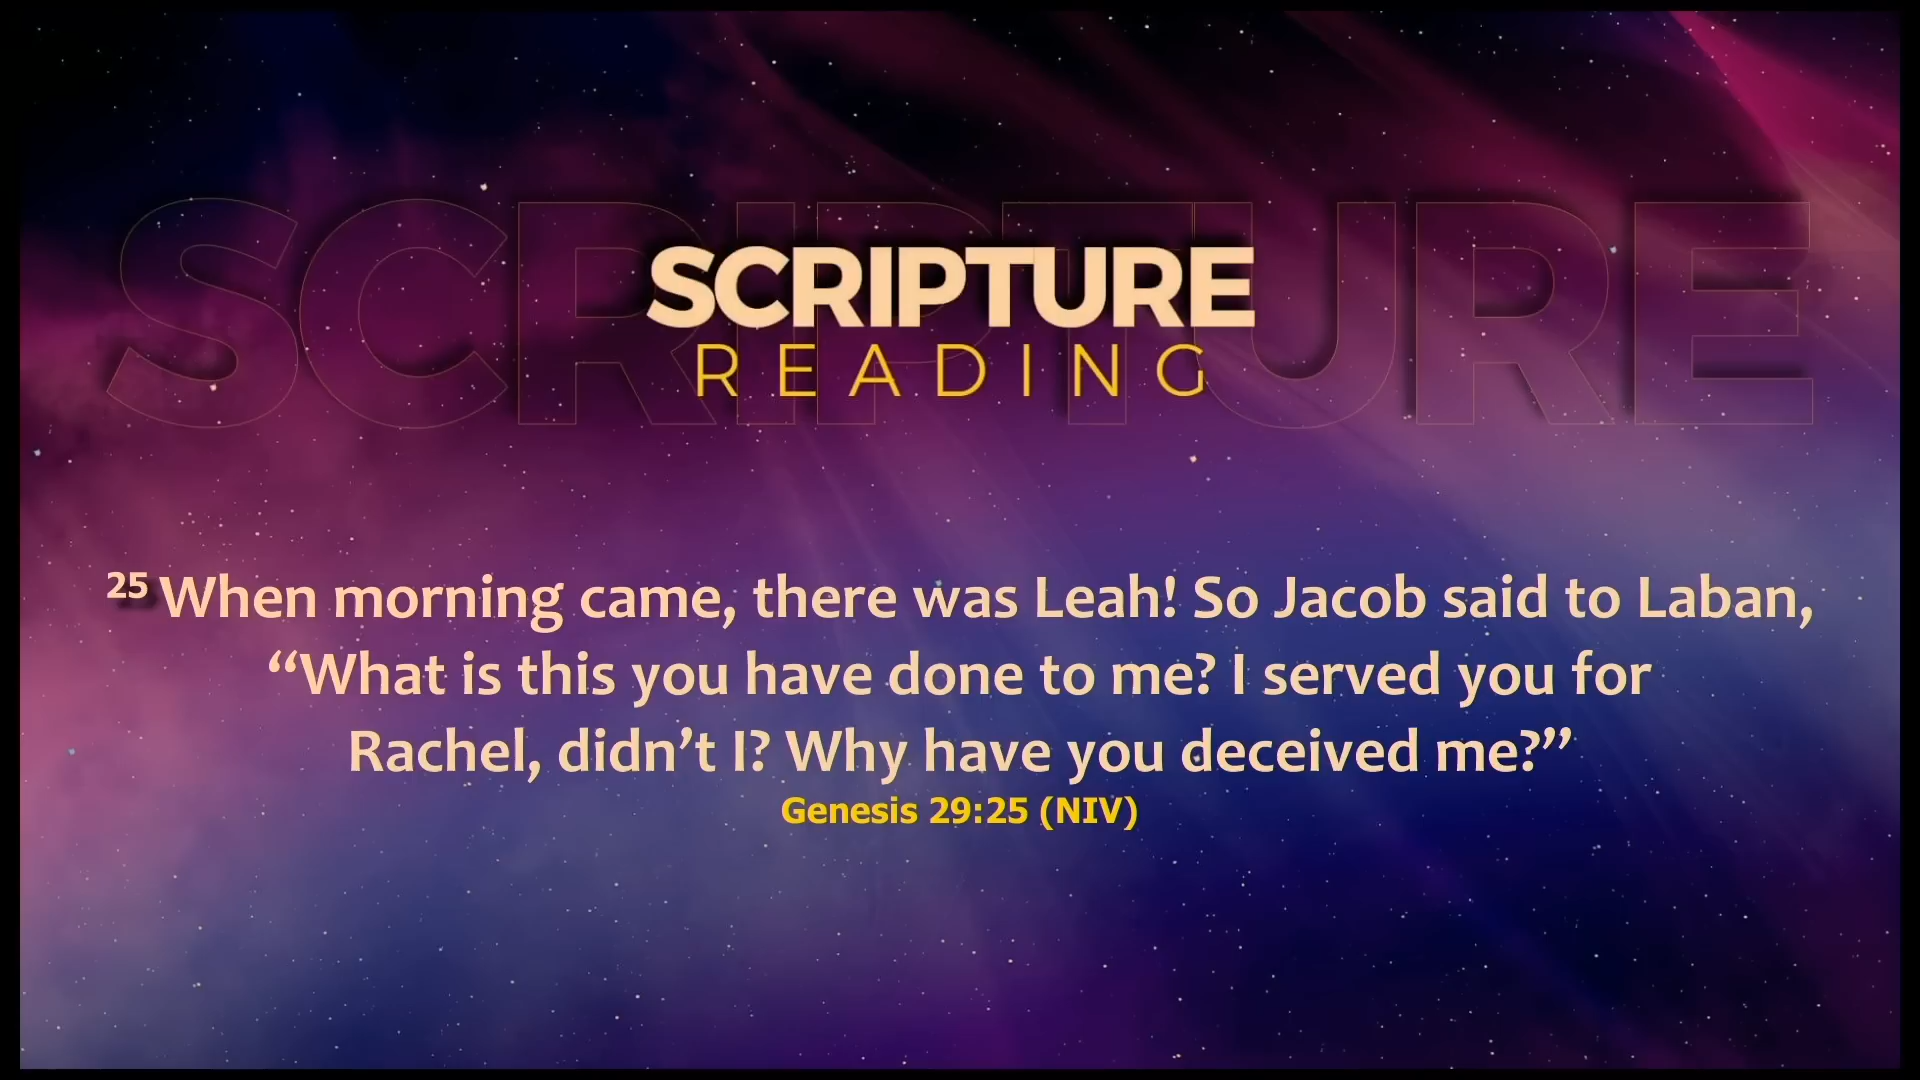 SCRIPTURE
SCRIPTURE
READING
25 When morning came, there was Leah! So Jacob said to Laban,
“What is this you have done to me? I served you for
Rachel, didn’t I? Why have you deceived me?”
Genesis 29:25 (NIV)